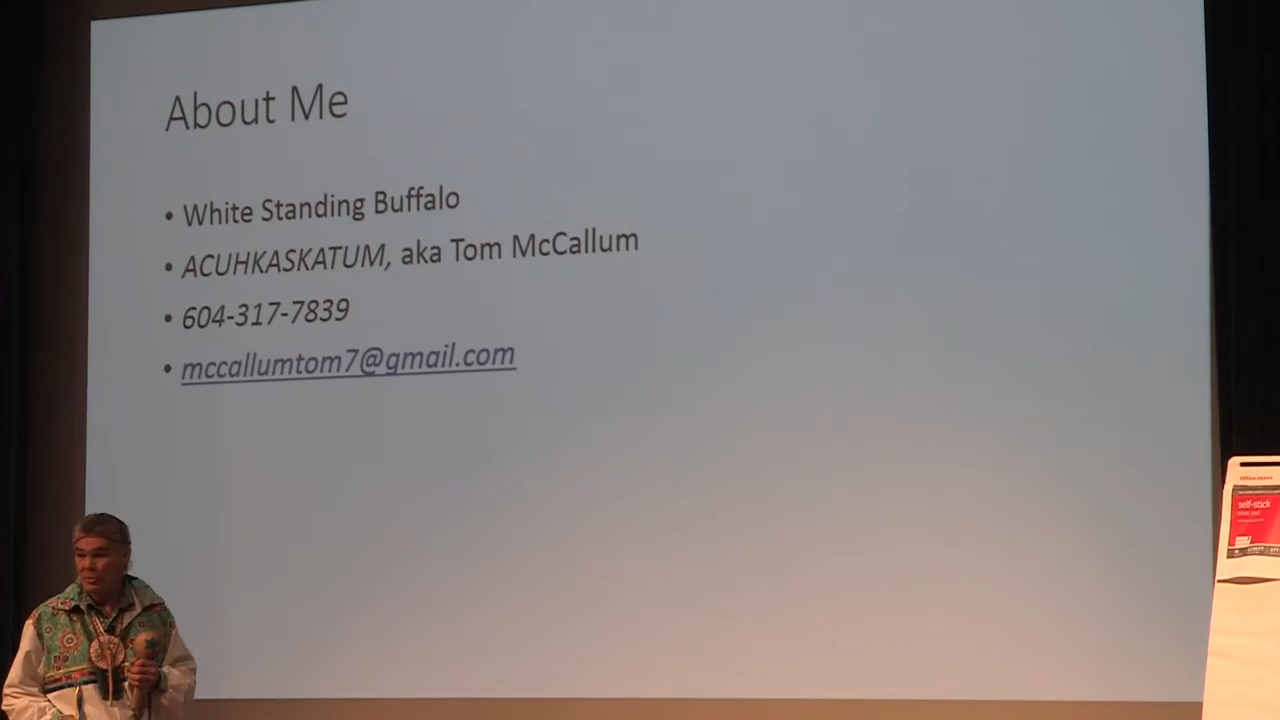 About Me
• White Standing Buffalo
• ACUHKASKATUM, aka Tom McCallum
• 604-317-7839
• mccallumtom7@gmail.com
self-stick